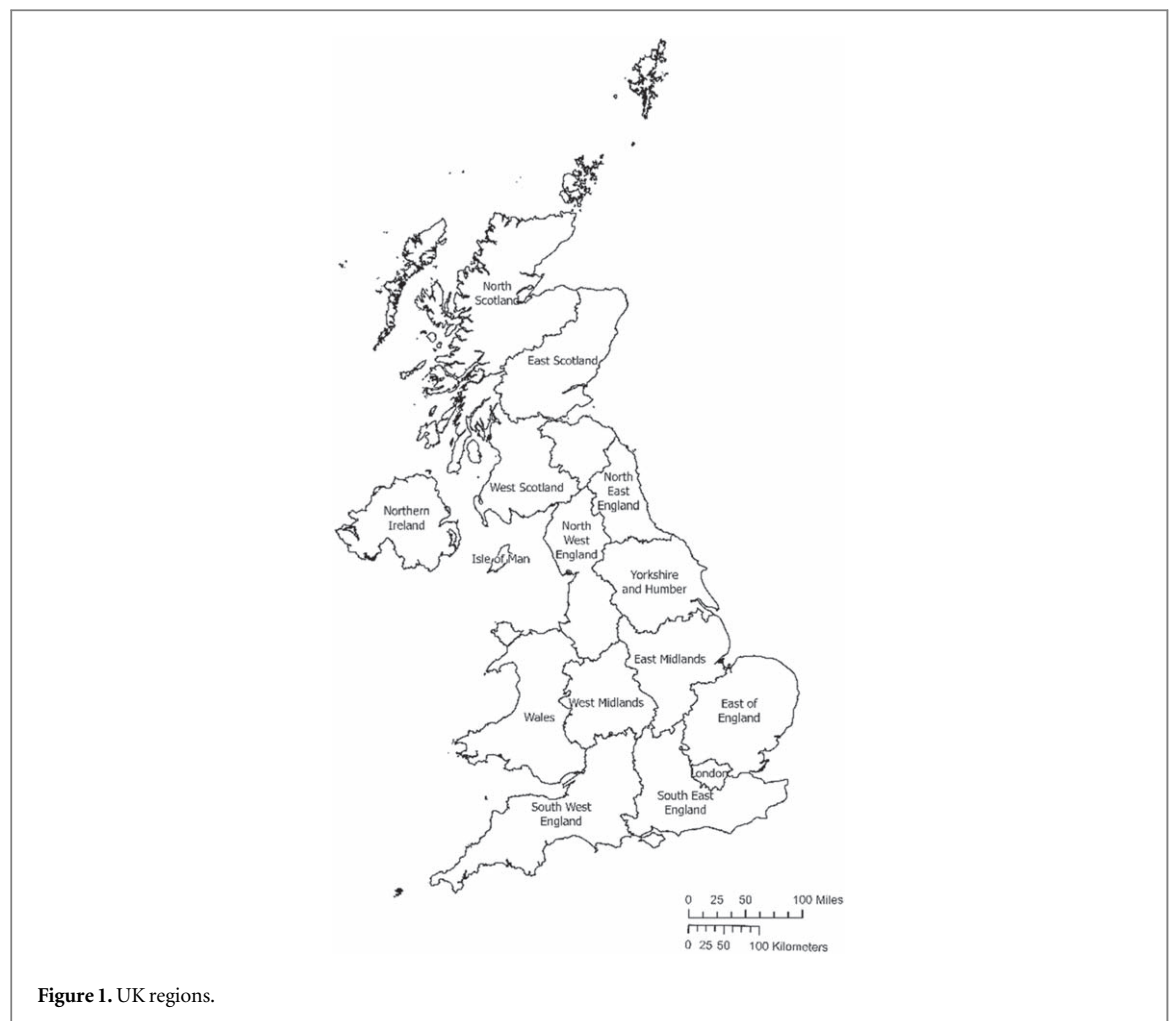 North
Scotland
East Scotland
West Scotland
North
East
England
Northern
Ireland
North
West
England
Isle of Man
Yorkshire
and Humber
East Midlands
West Midlands
Wales
East of
England
London
South East
England
South West
England
0 25 50 100 Miles
0 25 50 100 Kilometers
Figure 1. UK regions.